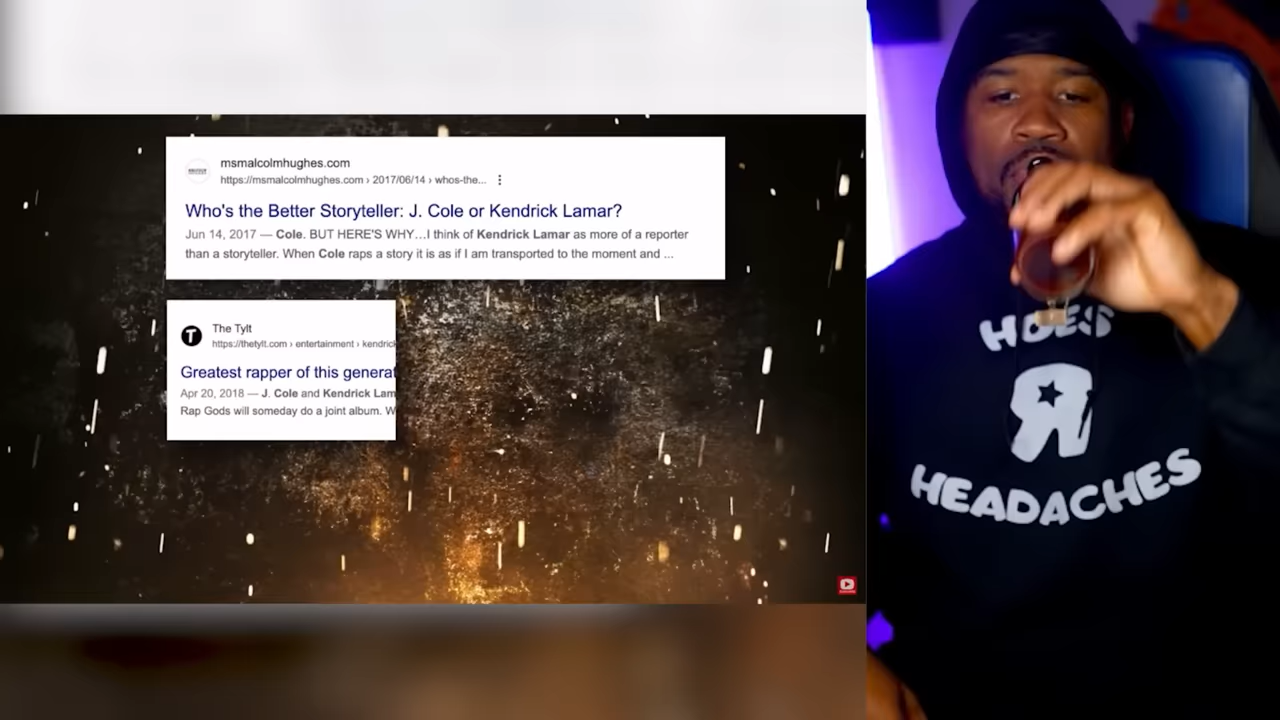 msmalcolmhughes.com
https://msmalcolmhughes.com › 2017/06/14 › whos-the...
Who's the Better Storyteller: J. Cole or Kendrick Lamar?
Jun 14, 2017 — Cole. BUT HERE'S WHY…I think of Kendrick Lamar as more of a reporter
than a storyteller. When Cole raps a story it is as if I am transported to the moment and ...
T
The Tylt
https://thetylt.com › entertainment › kendrick
Greatest rapper of this generat
Apr 20, 2018 — J. Cole and Kendrick Lam
Rap Gods will someday do a joint album. W
HOES
R
HEADACHES